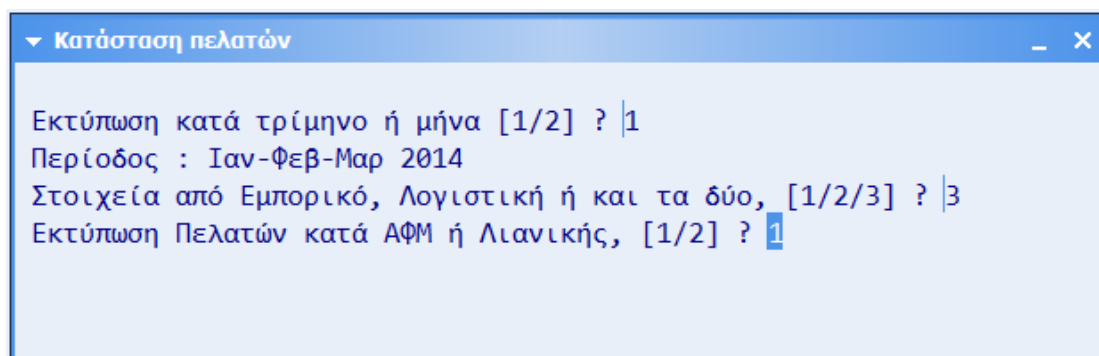 Κατάσταση πελατών
Εκτύπωση κατά τρίμηνο ή μήνα [1/2] ? 1
Περίοδος : Ιαν-Φεβ-Μαρ 2014
Στοιχεία από Εμπορικό, Λογιστική ή και τα δύο, [1/2/3] ? 3
Εκτύπωση Πελατών κατά ΑΦΜ ή Λιανικής, [1/2] ? 1